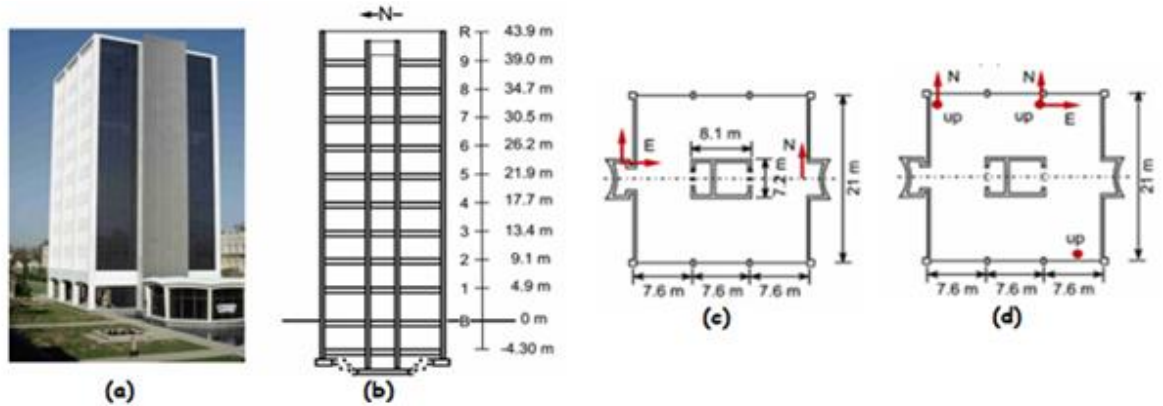 N
R 43.9 m
9 39.0 m
8 34.7 m
7 30.5 m
6 26.2 m
5 21.9 m
4 17.7 m
3 13.4 m
2 9.1 m
1 4.9 m
B 0 m
-4.30 m
(a)
(b)
E
N
8.1 m
7.2 m
21 m
7.6 m 7.6 m 7.6 m
(c)
N
N
up
up
E
up
21 m
7.6 m 7.6 m 7.6 m
(d)